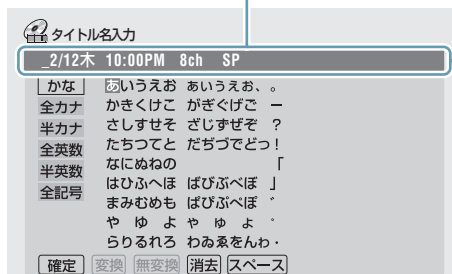 タイトル名入力
_2/12木 10:00PM 8ch SP
かな あいうえお あいうえお、。
全カナ かきくけこ がぎぐげご ー
半カナ さしすせそ ざじずぜぞ ?
全英数 たちつてと だぢづでどっ!
半英数 なにぬねの 「
全記号 はひふへほ ばびぶべぼ 」
まみむめも ぱぴぷぺぽ ゛
や ゆ よ ゃ ゅ ょ ゜
らりるれろ わゐゑをんゎ・
確定 変換 無変換 消去 スペース